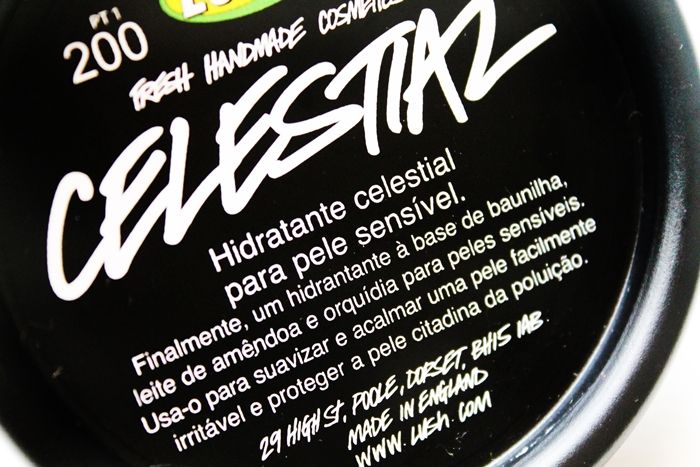 PT 1
200
FRESH HANDMADE COSMETICS
CELESTIAL
Hidratante celestial
para pele sensível.
Finalmente, um hidrantante à base de baunilha,
leite de amêndoa e orquídia para peles sensiveis.
Usa-o para suavizar e acalmar uma pele facilmente
irritável e proteger a pele citadina da poluição.
29 HIGH St, POOLE, DORSET, BH15 1AB.
MADE IN ENGLAND
WWW.LUSH.COM